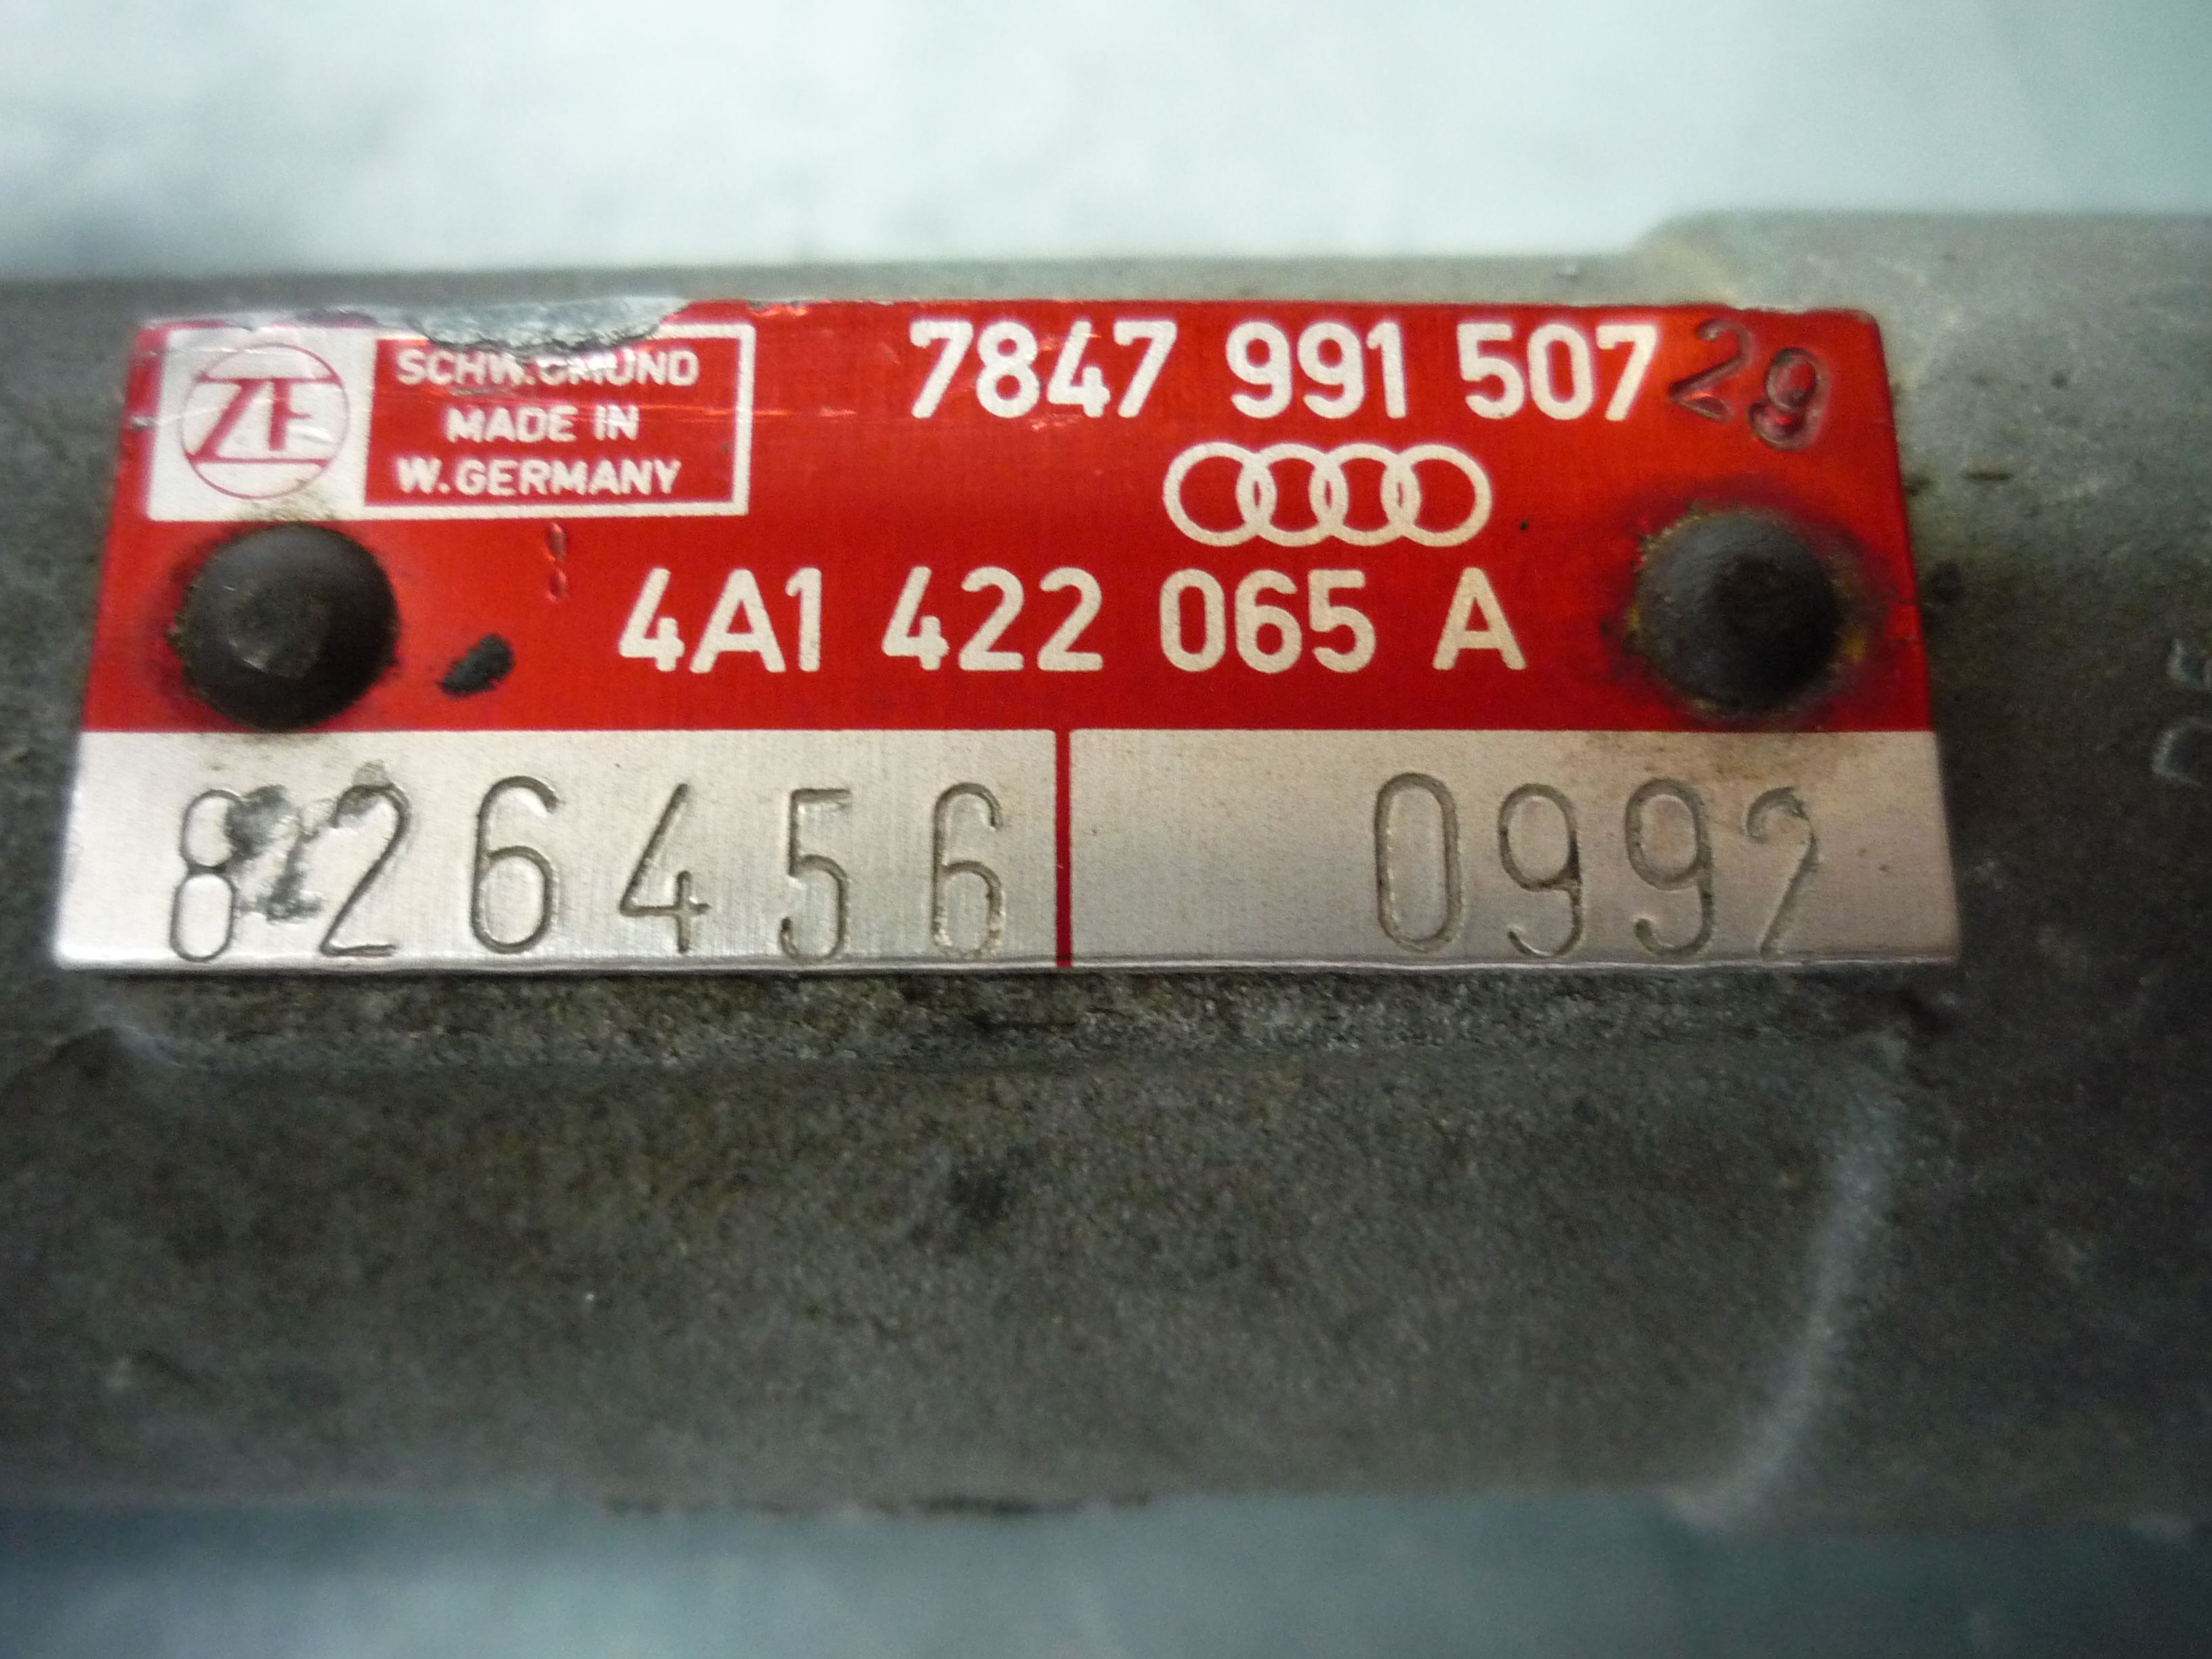 ZF
SCHW.GMUND
MADE IN
W.GERMANY
7847 991 507 29
4A1 422 065 A
826456
0992